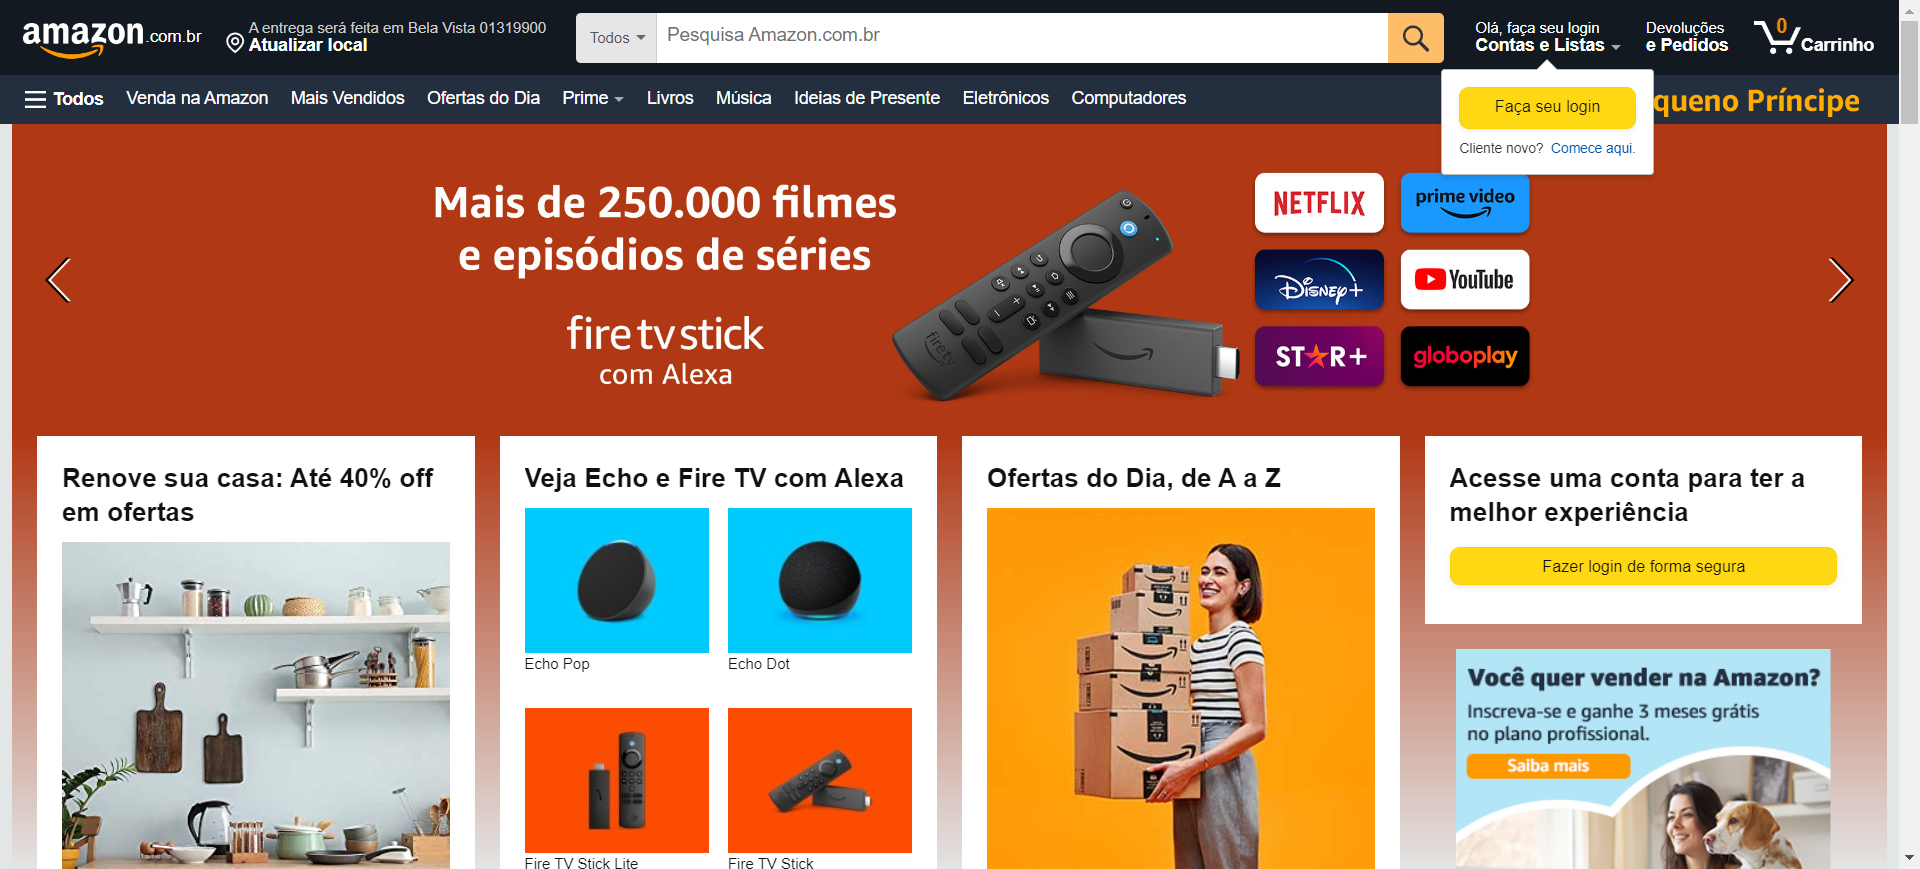 amazon.com.br
A entrega será feita em Bela Vista 01319900
Atualizar local
Todos
Pesquisa Amazon.com.br
Olá, faça seu login
Contas e Listas
Devoluções
e Pedidos
0
Carrinho
Todos
Venda na Amazon
Mais Vendidos
Ofertas do Dia
Prime
Livros
Música
Ideias de Presente
Eletrônicos
Computadores
queno Príncipe
Faça seu login
Cliente novo? Comece aqui.
Mais de 250.000 filmes
e episódios de séries
fire tv stick
com Alexa
fire tv
NETFLIX
prime video
Disney+
YouTube
STAR+
globoplay
Renove sua casa: Até 40% off
em ofertas
Veja Echo e Fire TV com Alexa
Echo Pop
Echo Dot
Fire TV Stick Lite
Fire TV Stick
Ofertas do Dia, de A a Z
Acesse uma conta para ter a
melhor experiência
Fazer login de forma segura
Você quer vender na Amazon?
Inscreva-se e ganhe 3 meses grátis
no plano profissional.
Saiba mais